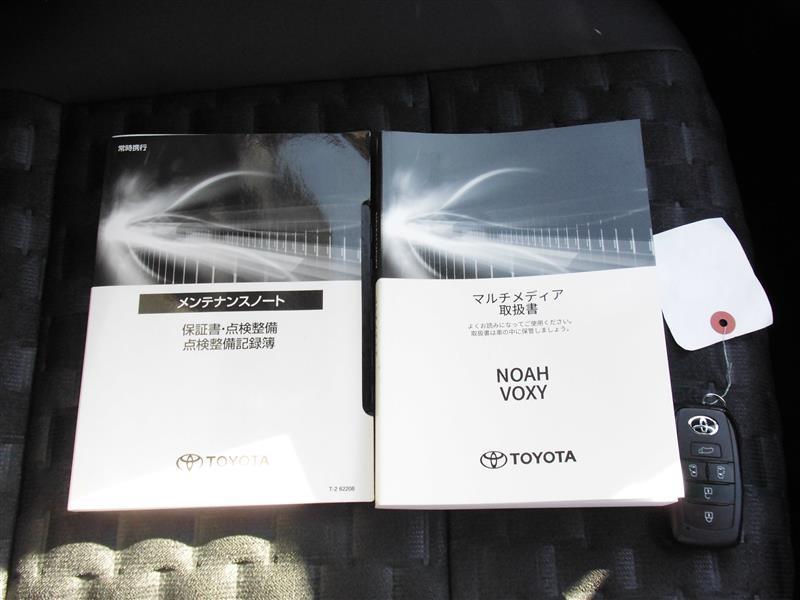 常時携行
メンテナンスノート
保証書・点検整備
点検整備記録簿
TOYOTA
T-2 62208
マルチメディア
取扱書
よくお読みになってご使用ください。
取扱書は車の中に保管しましょう。
NOAH
VOXY
TOYOTA